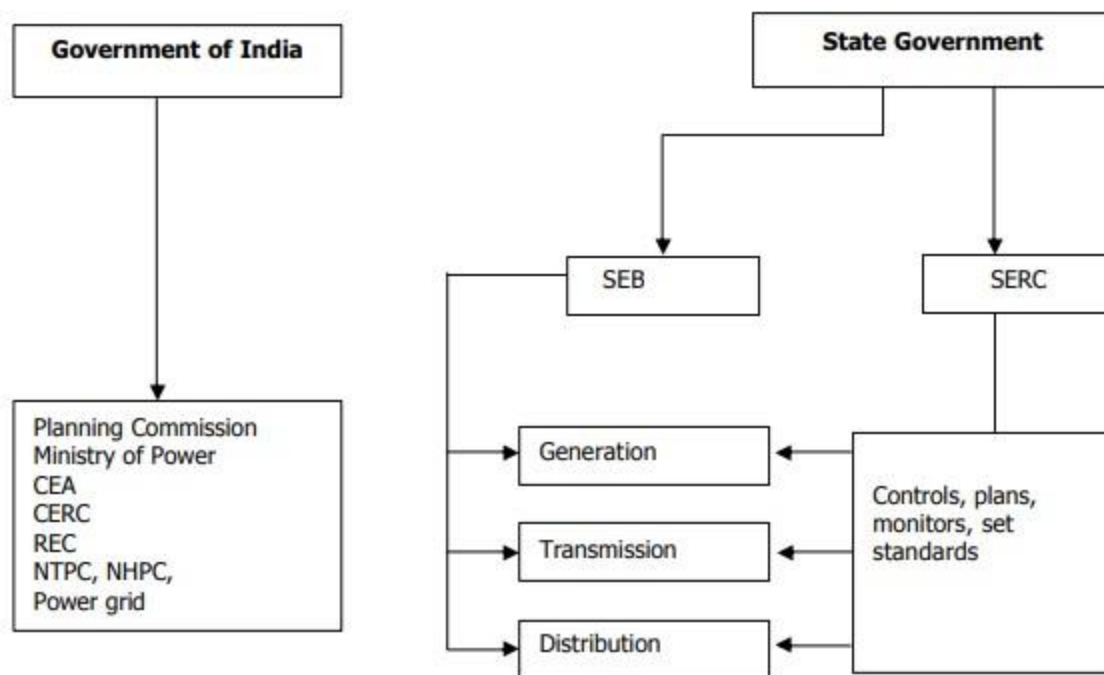 Government of India
State Government
SEB
SERC
Planning Commission
Ministry of Power
CEA
CERC
REC
NTPC, NHPC,
Power grid
Generation
Transmission
Distribution
Controls, plans,
monitors, set
standards